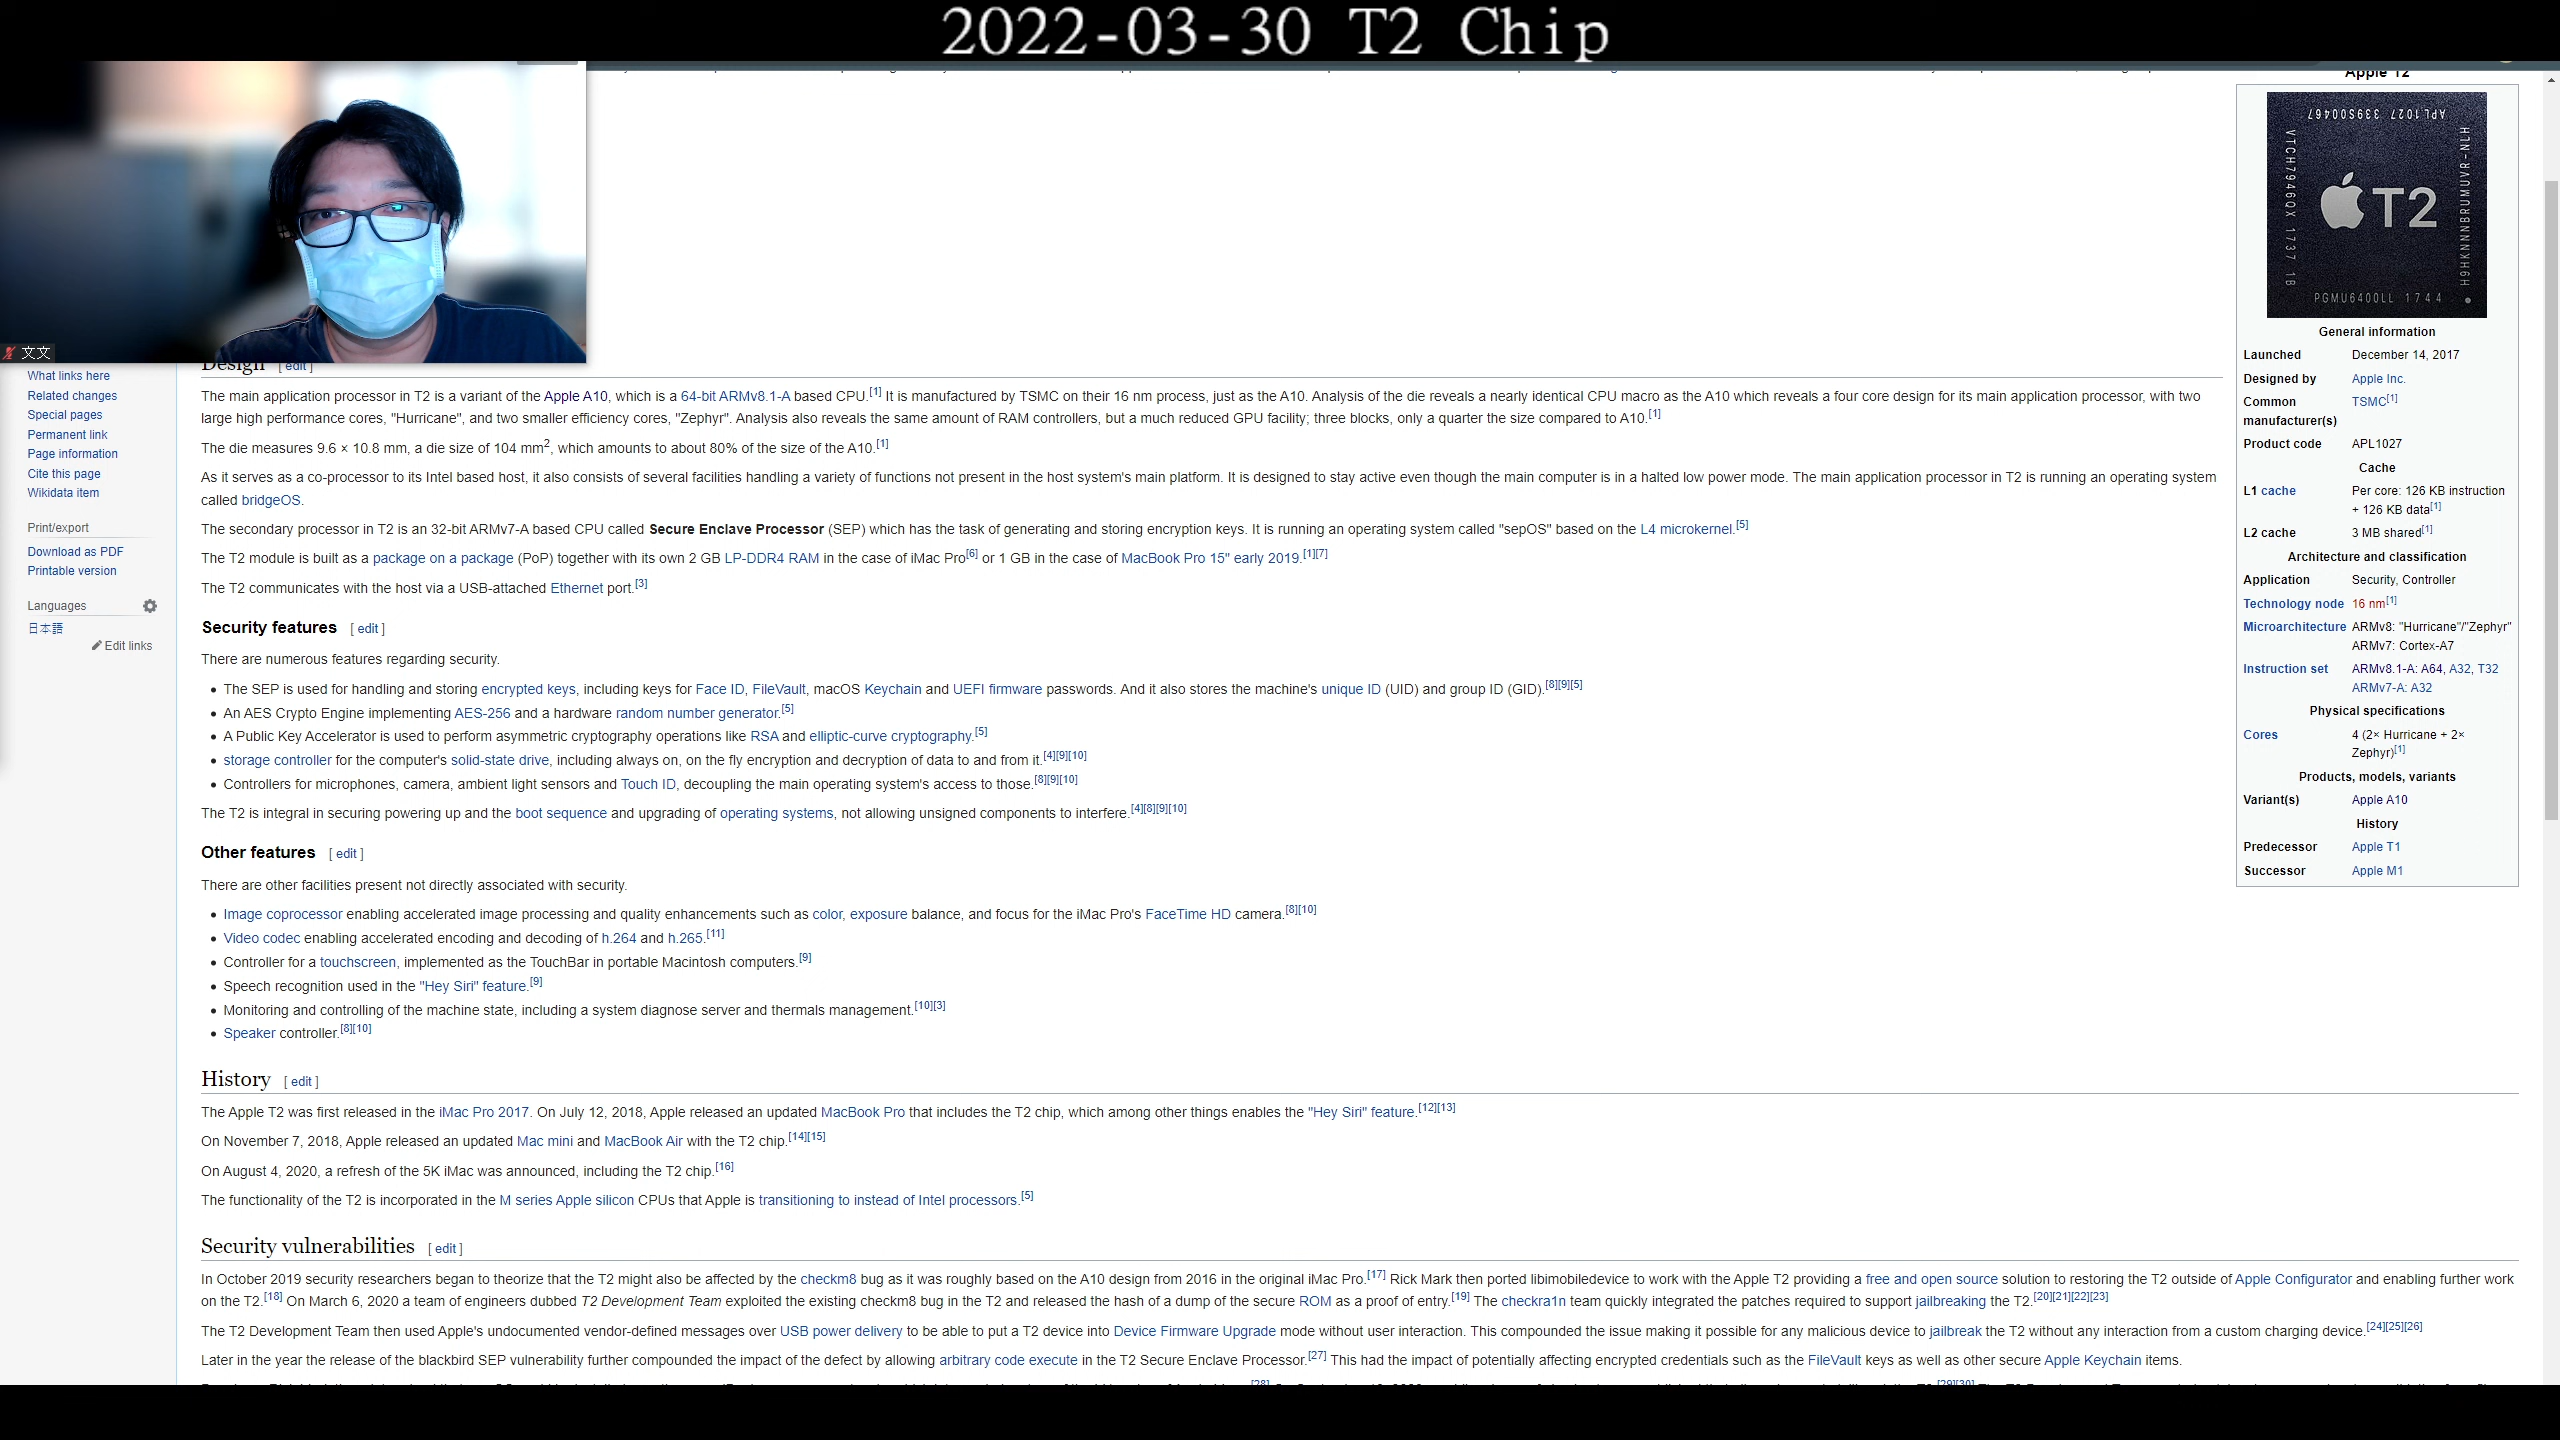 2022-03-30 T2 Chip
Apple T2
APL1027 339S00467
VTCH7946QX 1737 1B
T2
PGMU6400LL 1744
文文
What links here
Related changes
Special pages
Permanent link
Page information
Cite this page
Wikidata item
Print/export
Download as PDF
Printable version
Languages
日本語
Edit links
Design [ edit ]
The main application processor in T2 is a variant of the Apple A10, which is a 64-bit ARMv8.1-A based CPU.[1] It is manufactured by TSMC on their 16 nm process, just as the A10. Analysis of the die reveals a nearly identical CPU macro as the A10 which reveals a four core design for its main application processor, with two
large high performance cores, "Hurricane", and two smaller efficiency cores, "Zephyr". Analysis also reveals the same amount of RAM controllers, but a much reduced GPU facility; three blocks, only a quarter the size compared to A10.[1]
The die measures 9.6 × 10.8 mm, a die size of 104 mm2, which amounts to about 80% of the size of the A10.[1]
As it serves as a co-processor to its Intel based host, it also consists of several facilities handling a variety of functions not present in the host system's main platform. It is designed to stay active even though the main computer is in a halted low power mode. The main application processor in T2 is running an operating system
called bridgeOS.
The secondary processor in T2 is an 32-bit ARMv7-A based CPU called Secure Enclave Processor (SEP) which has the task of generating and storing encryption keys. It is running an operating system called "sepOS" based on the L4 microkernel.[5]
The T2 module is built as a package on a package (PoP) together with its own 2 GB LP-DDR4 RAM in the case of iMac Pro[6] or 1 GB in the case of MacBook Pro 15" early 2019.[1][7]
The T2 communicates with the host via a USB-attached Ethernet port.[3]
Security features [ edit ]
There are numerous features regarding security.
• The SEP is used for handling and storing encrypted keys, including keys for Face ID, FileVault, macOS Keychain and UEFI firmware passwords. And it also stores the machine's unique ID (UID) and group ID (GID).[8][9][5]
• An AES Crypto Engine implementing AES-256 and a hardware random number generator.[5]
• A Public Key Accelerator is used to perform asymmetric cryptography operations like RSA and elliptic-curve cryptography.[5]
• storage controller for the computer's solid-state drive, including always on, on the fly encryption and decryption of data to and from it.[4][9][10]
• Controllers for microphones, camera, ambient light sensors and Touch ID, decoupling the main operating system's access to those.[8][9][10]
The T2 is integral in securing powering up and the boot sequence and upgrading of operating systems, not allowing unsigned components to interfere.[4][8][9][10]
Other features [ edit ]
There are other facilities present not directly associated with security.
• Image coprocessor enabling accelerated image processing and quality enhancements such as color, exposure balance, and focus for the iMac Pro's FaceTime HD camera.[8][10]
• Video codec enabling accelerated encoding and decoding of h.264 and h.265.[11]
• Controller for a touchscreen, implemented as the TouchBar in portable Macintosh computers.[9]
• Speech recognition used in the "Hey Siri" feature.[9]
• Monitoring and controlling of the machine state, including a system diagnose server and thermals management.[10][3]
• Speaker controller.[8][10]
History [ edit ]
The Apple T2 was first released in the iMac Pro 2017. On July 12, 2018, Apple released an updated MacBook Pro that includes the T2 chip, which among other things enables the "Hey Siri" feature.[12][13]
On November 7, 2018, Apple released an updated Mac mini and MacBook Air with the T2 chip.[14][15]
On August 4, 2020, a refresh of the 5K iMac was announced, including the T2 chip.[16]
The functionality of the T2 is incorporated in the M series Apple silicon CPUs that Apple is transitioning to instead of Intel processors.[5]
Security vulnerabilities [ edit ]
In October 2019 security researchers began to theorize that the T2 might also be affected by the checkm8 bug as it was roughly based on the A10 design from 2016 in the original iMac Pro.[17] Rick Mark then ported libimobiledevice to work with the Apple T2 providing a free and open source solution to restoring the T2 outside of Apple Configurator and enabling further work
on the T2.[18] On March 6, 2020 a team of engineers dubbed T2 Development Team exploited the existing checkm8 bug in the T2 and released the hash of a dump of the secure ROM as a proof of entry.[19] The checkra1n team quickly integrated the patches required to support jailbreaking the T2.[20][21][22][23]
The T2 Development Team then used Apple's undocumented vendor-defined messages over USB power delivery to be able to put a T2 device into Device Firmware Upgrade mode without user interaction. This compounded the issue making it possible for any malicious device to jailbreak the T2 without any interaction from a custom charging device.[24][25][26]
Later in the year the release of the blackbird SEP vulnerability further compounded the impact of the defect by allowing arbitrary code execute in the T2 Secure Enclave Processor.[27] This had the impact of potentially affecting encrypted credentials such as the FileVault keys as well as other secure Apple Keychain items.
General information
Launched December 14, 2017
Designed by Apple Inc.
Common TSMC[1]
manufacturer(s)
Product code APL1027
Cache
L1 cache Per core: 126 KB instruction
+ 126 KB data[1]
L2 cache 3 MB shared[1]
Architecture and classification
Application Security, Controller
Technology node 16 nm[1]
Microarchitecture ARMv8: "Hurricane"/"Zephyr"
ARMv7: Cortex-A7
Instruction set ARMv8.1-A: A64, A32, T32
ARMv7-A: A32
Physical specifications
Cores 4 (2× Hurricane + 2×
Zephyr)[1]
Products, models, variants
Variant(s) Apple A10
History
Predecessor Apple T1
Successor Apple M1